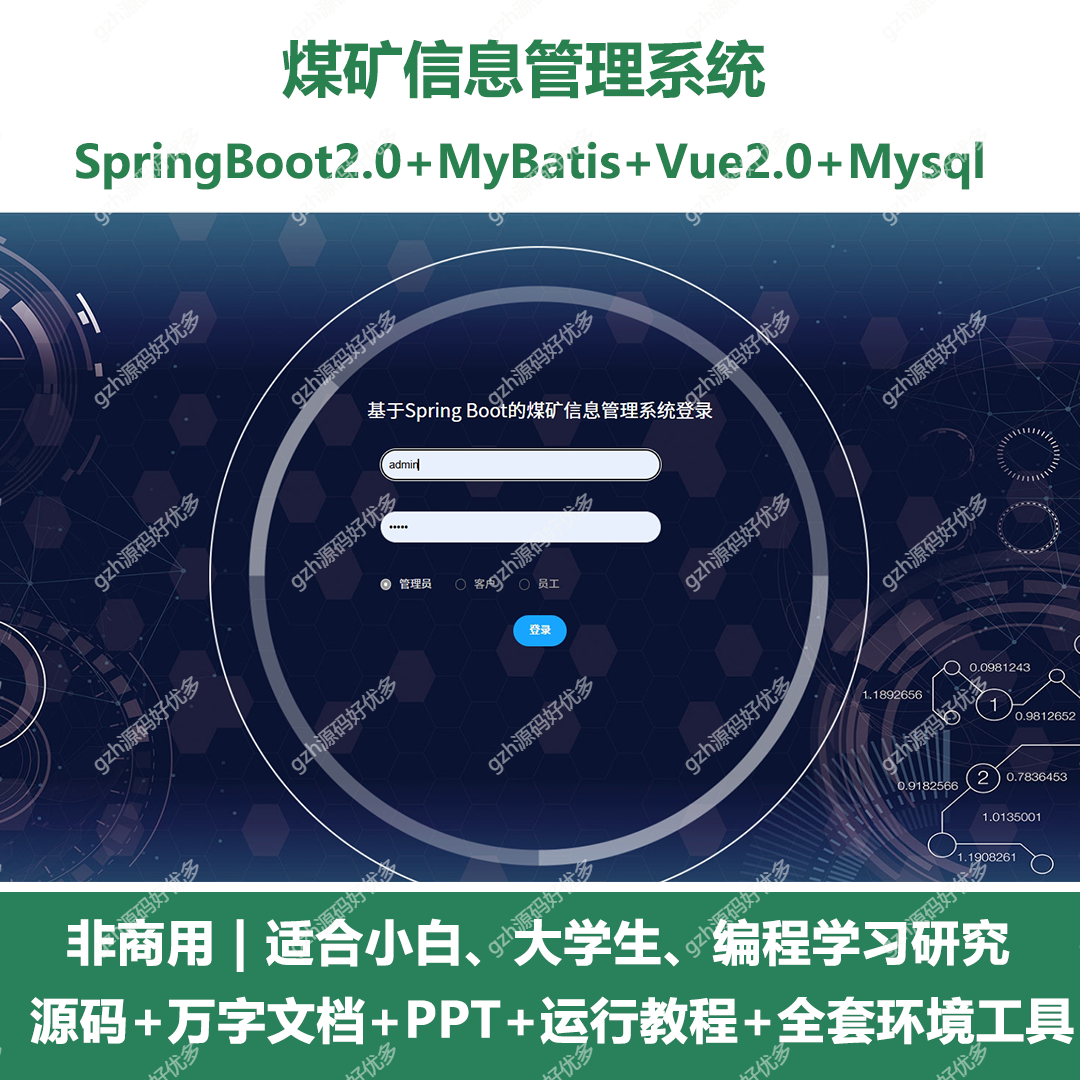 煤矿信息管理系统
SpringBoot2.0+MyBatis+Vue2.0+Mysql
基于Spring Boot的煤矿信息管理系统登录
admin
•••••
管理员 客户 员工
登录
0.0981243
1.1892656
1
0.9812652
2
0.7836453
0.9182566
1.0135001
1.1908261
非商用 | 适合小白、大学生、编程学习研究
源码+万字文档+PPT+运行教程+全套环境工具
gzh源码好优多